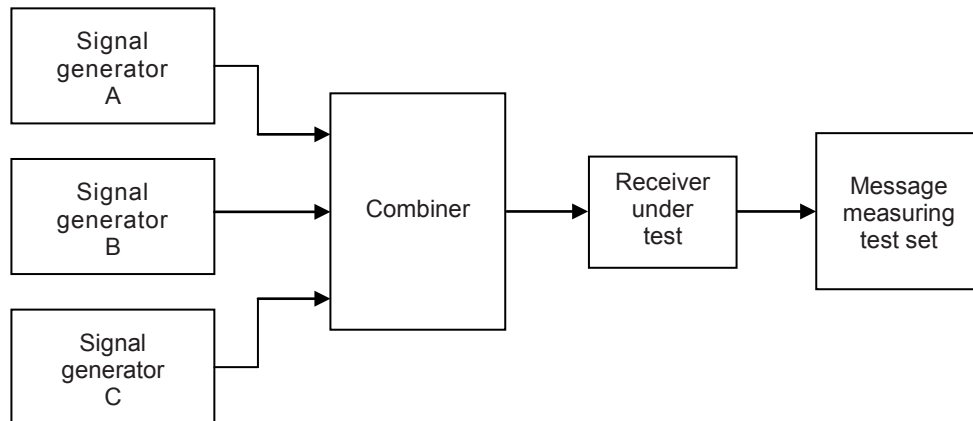 Signal
generator
A
Signal
generator
B
Signal
generator
C
Combiner
Receiver
under
test
Message
measuring
test set